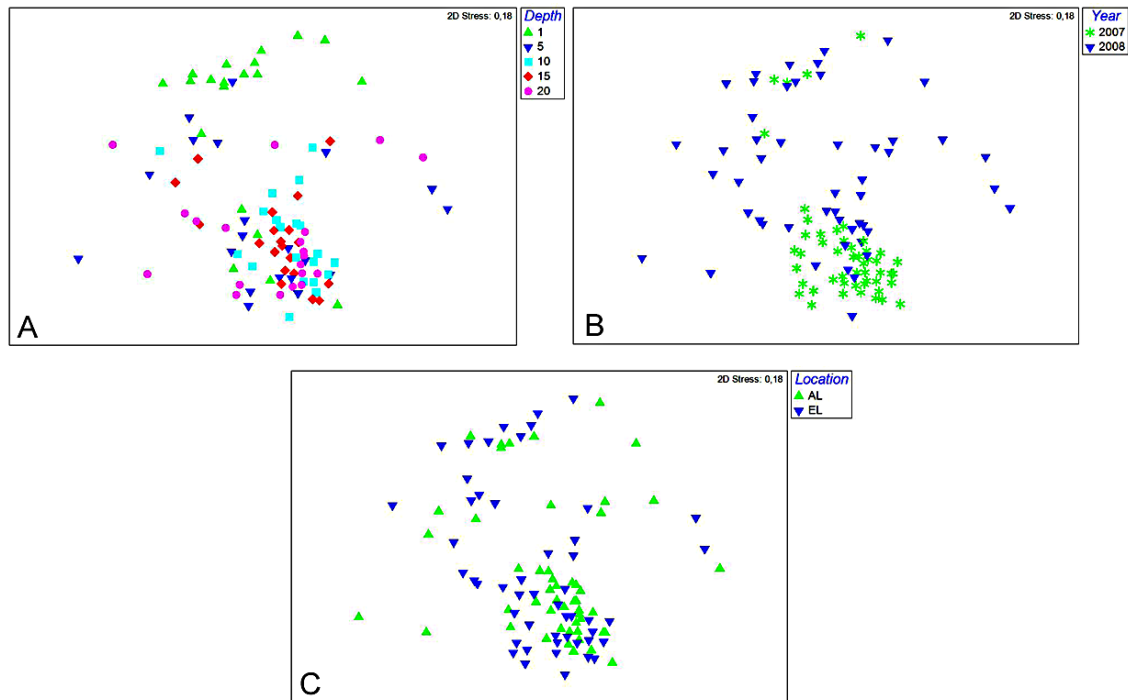 2D Stress: 0,18
Depth
1
5
10
15
20
A
2D Stress: 0,18
Year
2007
2008
B
2D Stress: 0,18
Location
AL
EL
C